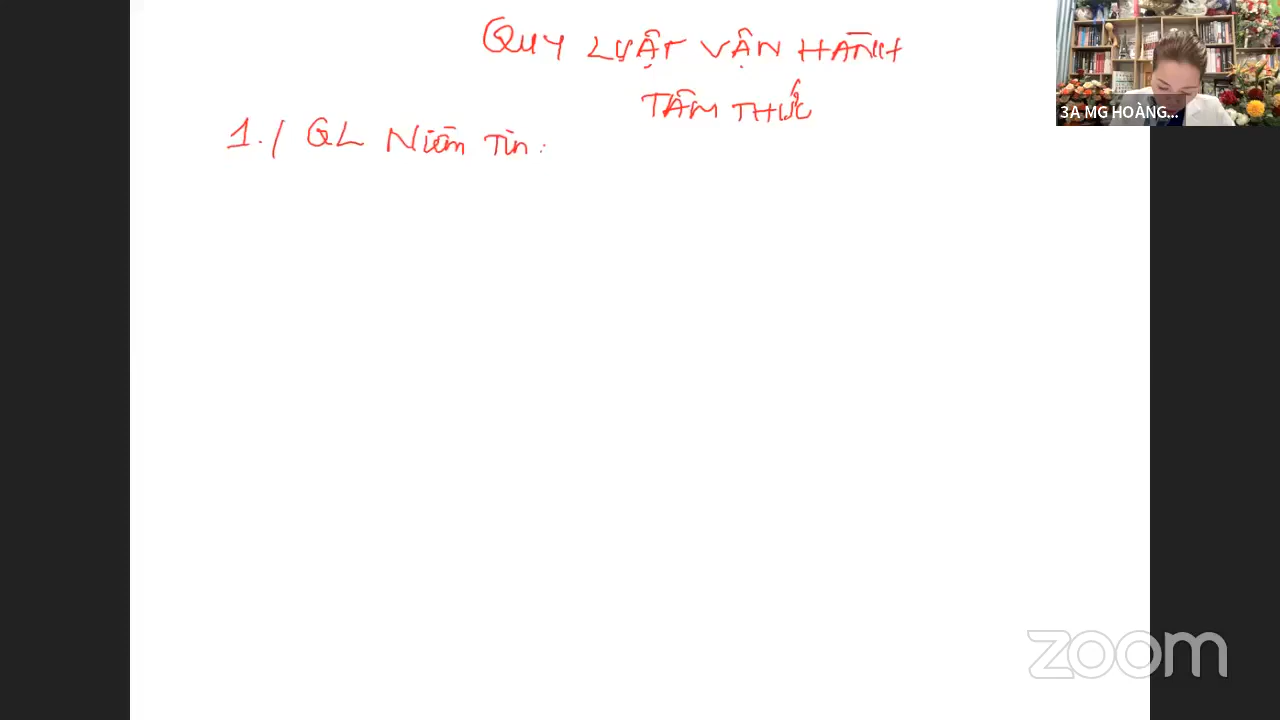 QUY LUẬT VẬN HÀNH
TÂM THỨC
1./ QL Niềm Tin:
3A MG HOÀNG...
zoom